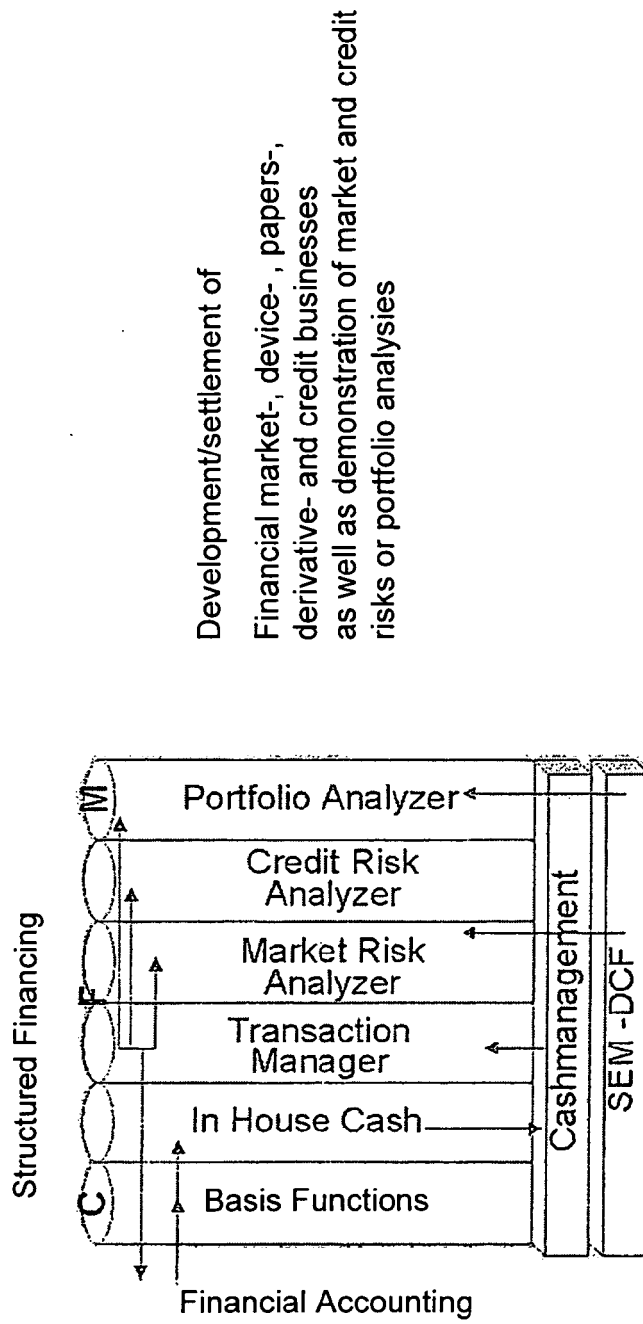 Structured Financing
C F M
Basis Functions
In House Cash
Transaction
Manager
Market Risk
Analyzer
Credit Risk
Analyzer
Portfolio Analyzer
Cashmanagement
SEM -DCF
Financial Accounting
Development/settlement of
Financial market-, device- , papers-,
derivative- and credit businesses
as well as demonstration of market and credit
risks or portfolio analysies